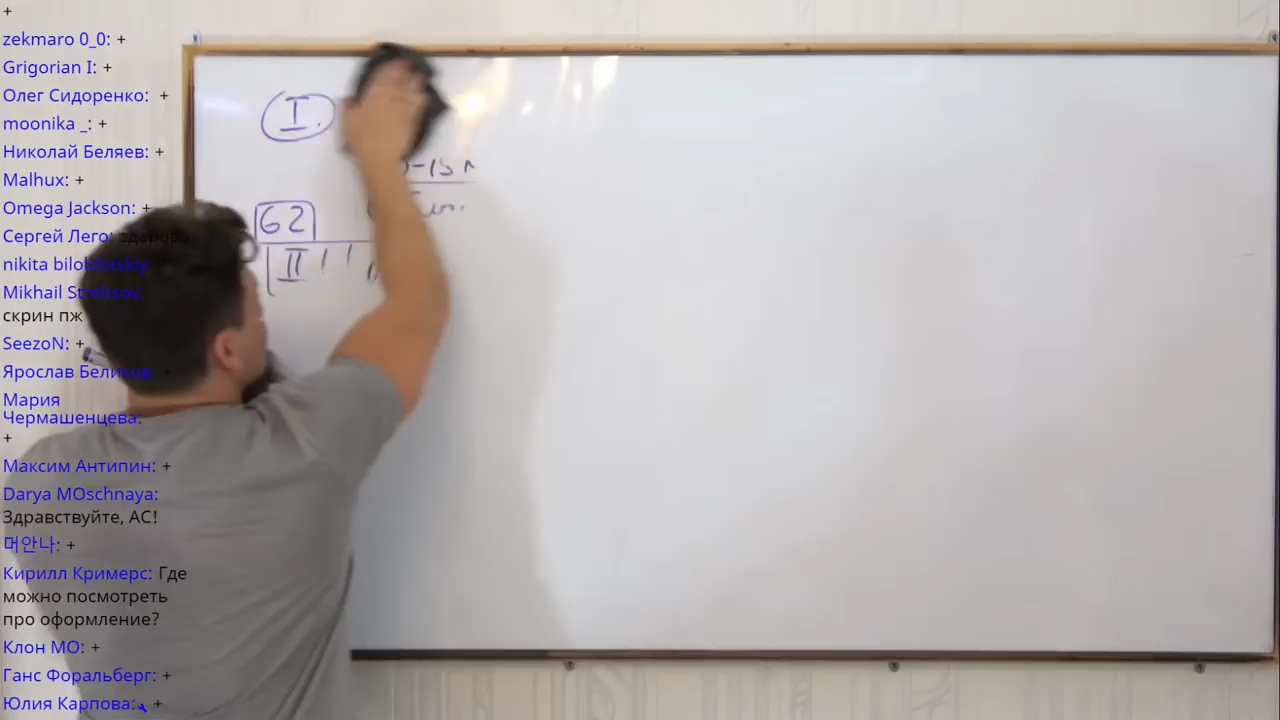 +
zekmaro 0_0: +
Grigorian I: +
Олег Сидоренко: +
moonika _: +
Николай Беляев: +
Malhux: +
Omega Jackson: +
Сергей Лего: здарова
nikita biloblotskiy:
Mikhail Streltsov:
скрин пж
SeezoN: +
Ярослав Беликов: +
Мария
Чермашенцева:
+
Максим Антипин: +
Darya MOschnaya:
Здравствуйте, АС!
머안나: +
Кирилл Кримерс: Где
можно посмотреть
про оформление?
Клон МО: +
Ганс Форальберг: +
Юлия Карпова: +
I.
-15
62
II